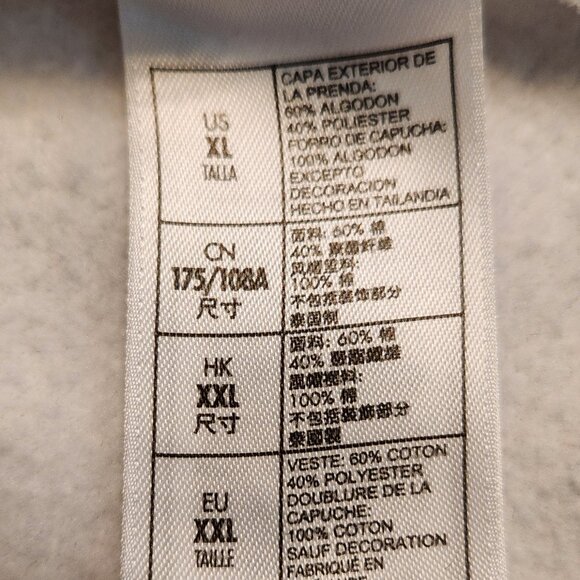 US
XL
TALLA
CAPA EXTERIOR DE
LA PRENDA:
60% ALGODON
40% POLIESTER
FORRO DE CAPUCHA:
100% ALGODON
EXCEPTO
DECORACION
HECHO EN TAILANDIA
CN
175/108A
尺寸
面料: 60% 棉
40% 聚酯纤维
风帽里料:
100% 棉
不包括装饰部分
泰国制
HK
XXL
尺寸
面料: 60% 棉
40% 聚酯纖維
風帽裡料:
100% 棉
不包括裝飾部分
泰國製
EU
XXL
TAILLE
VESTE: 60% COTON
40% POLYESTER
DOUBLURE DE LA
CAPUCHE:
100% COTON
SAUF DECORATION
FABRIQUÉ EN